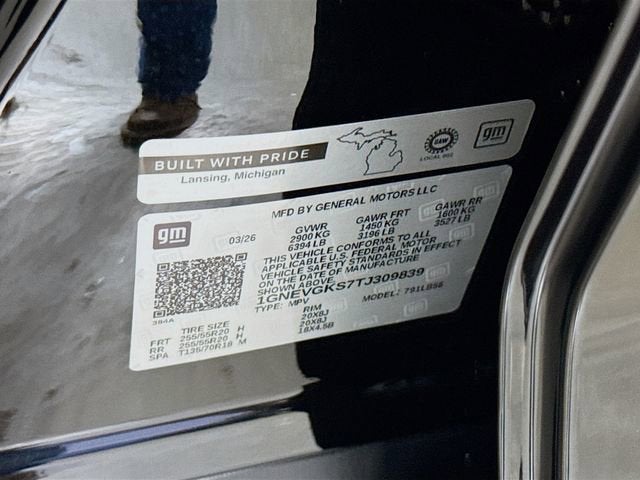 BUILT WITH PRIDE
Lansing, Michigan
UAW
LOCAL 602
gm
gm
MFD BY GENERAL MOTORS LLC
03/26
GVWR GAWR FRT GAWR RR
2900 KG 1450 KG 1600 KG
6394 LB 3196 LB 3527 LB
THIS VEHICLE CONFORMS TO ALL
APPLICABLE U.S. FEDERAL MOTOR
VEHICLE SAFETY STANDARDS IN EFFECT
ON THE DATE OF MANUFACTURE
SHOWN ABOVE.
1GNEVGKS7TJ309839
TYPE: MPV MODEL: 791LB56
384A
TIRE SIZE RIM
FRT 255/55R20 H 20X8J
RR 255/55R20 H 20X8J
SPA T135/70R18 M 18X4.5B